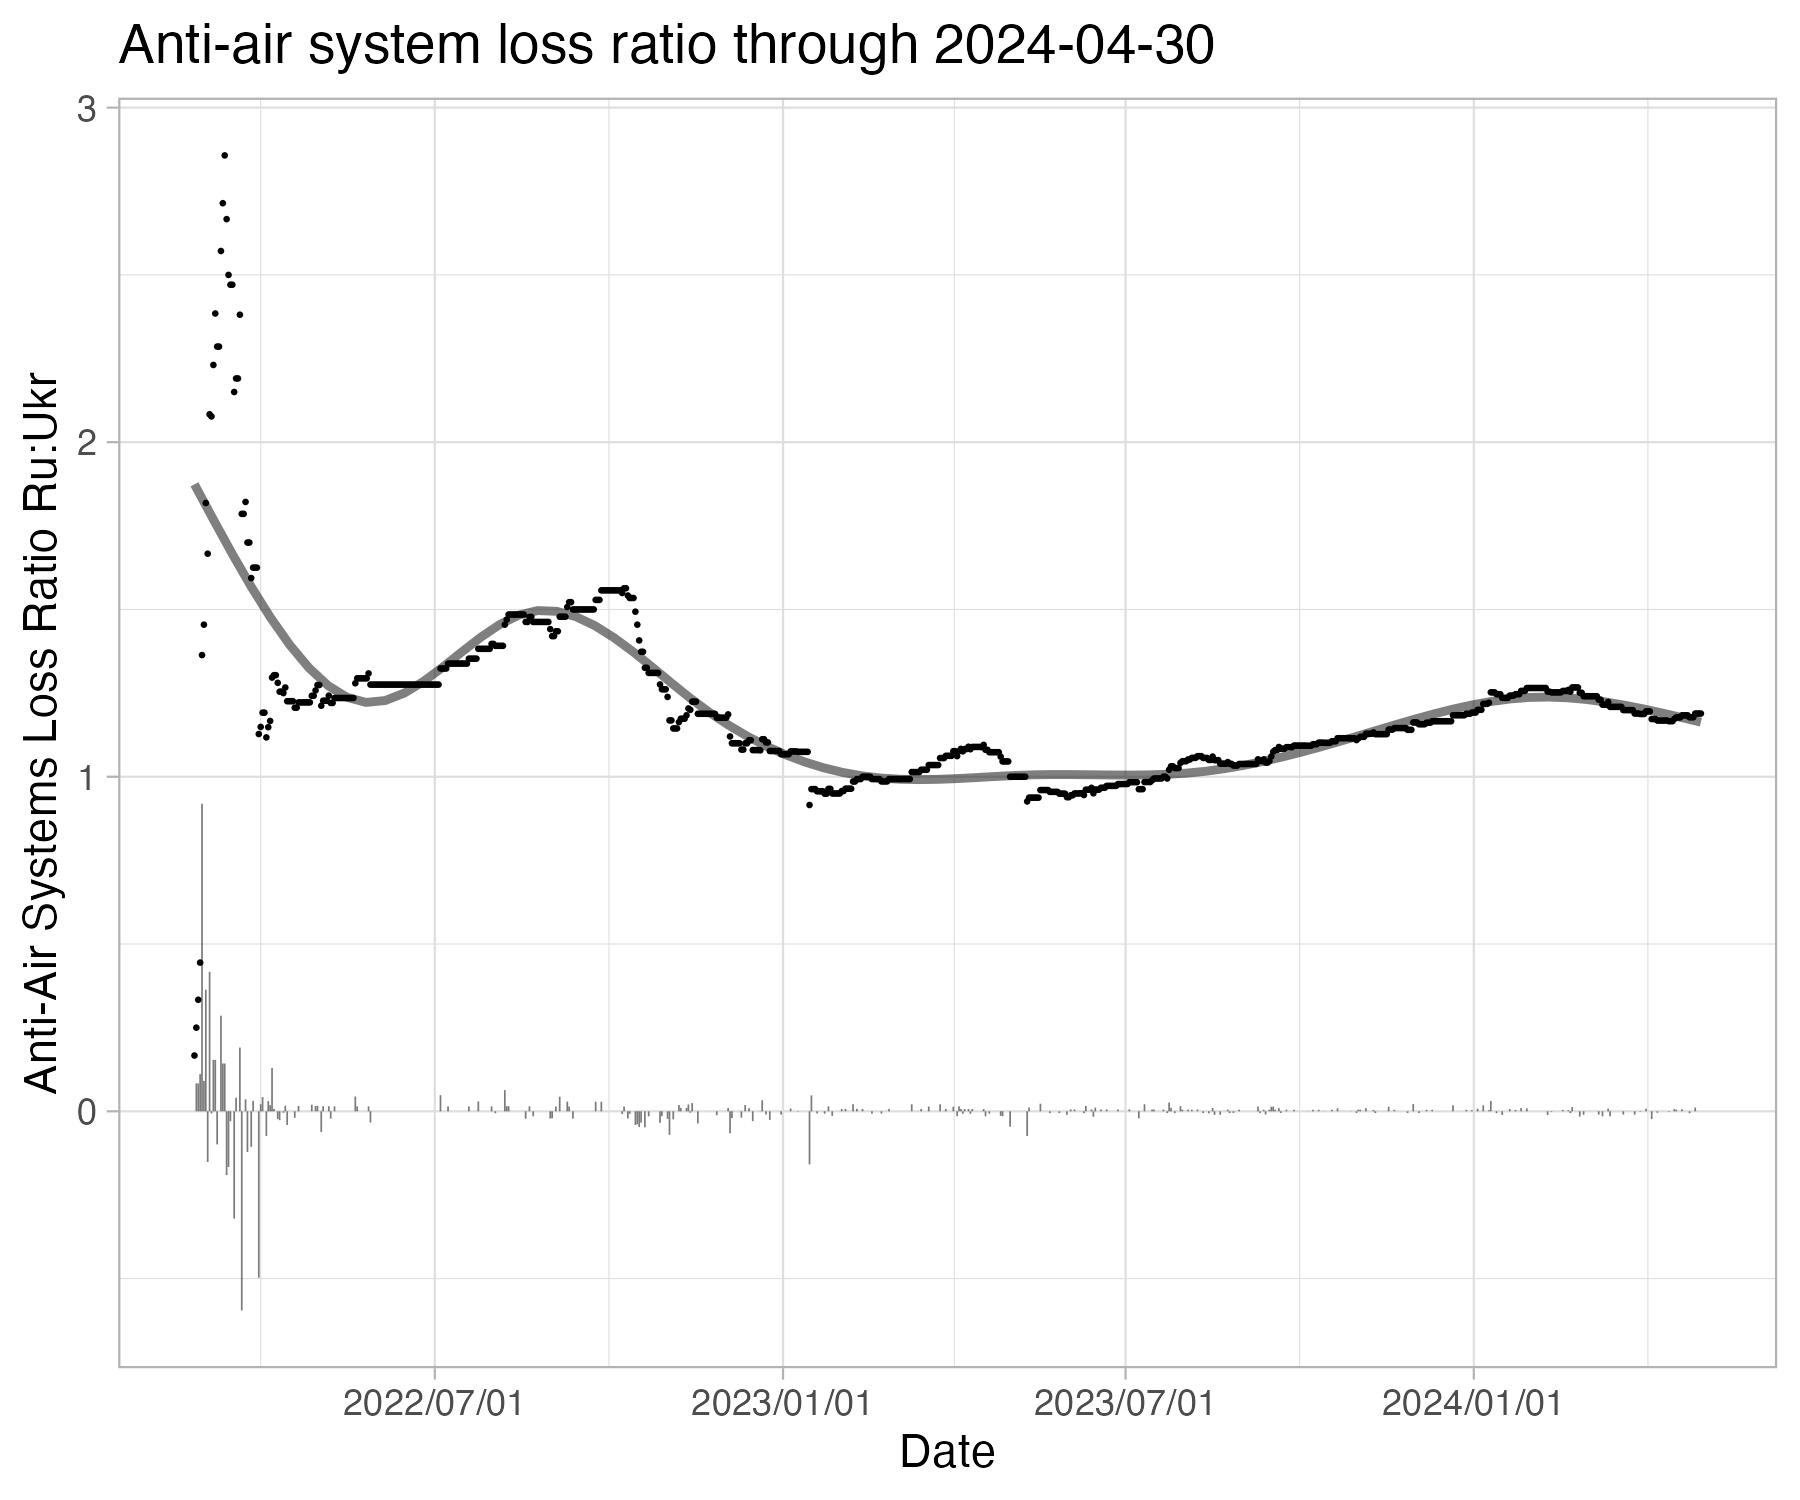 Anti-air system loss ratio through 2024-04-30
Anti-Air Systems Loss Ratio Ru:Ukr
3
2
1
0
2022/07/01 2023/01/01 2023/07/01 2024/01/01
Date